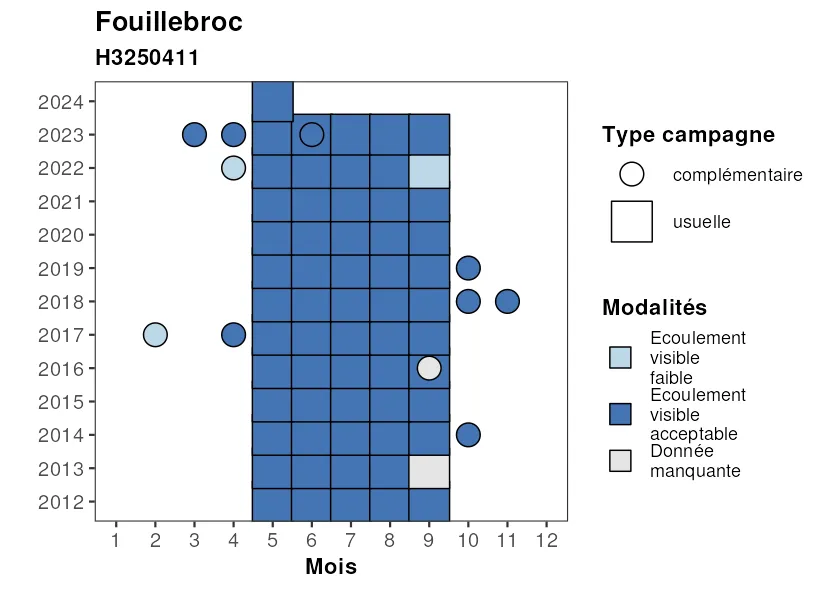 Fouillebroc
H3250411
2024
2023
2022
2021
2020
2019
2018
2017
2016
2015
2014
2013
2012
1 2 3 4 5 6 7 8 9 10 11 12
Mois
Type campagne
complémentaire
usuelle
Modalités
Ecoulement
visible
faible
Ecoulement
visible
acceptable
Donnée
manquante